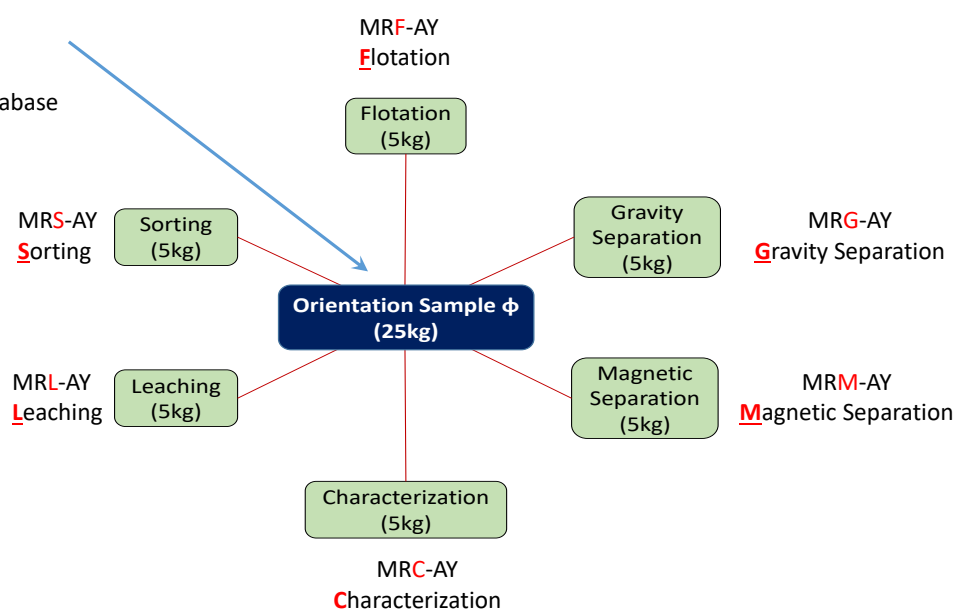 MRF-AY
Flotation
abase
Flotation
(5kg)
MRS-AY
Sorting
Sorting
(5kg)
Gravity
Separation
(5kg)
MRG-AY
Gravity Separation
Orientation Sample ф
(25kg)
MRL-AY
Leaching
Leaching
(5kg)
Magnetic
Separation
(5kg)
MRM-AY
Magnetic Separation
Characterization
(5kg)
MRC-AY
Characterization